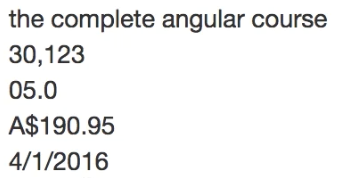 the complete angular course
30,123
05.0
A$190.95
4/1/2016